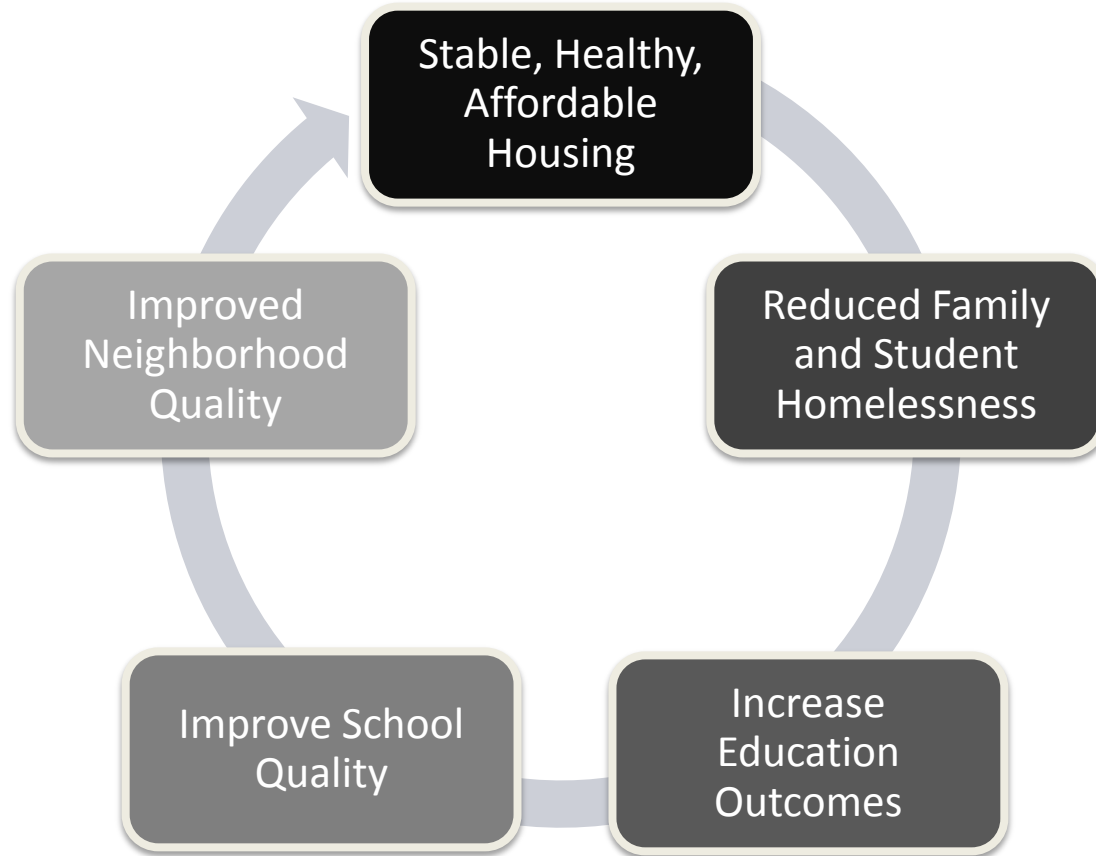 Stable, Healthy,
Affordable
Housing
Reduced Family
and Student
Homelessness
Increase
Education
Outcomes
Improve School
Quality
Improved
Neighborhood
Quality